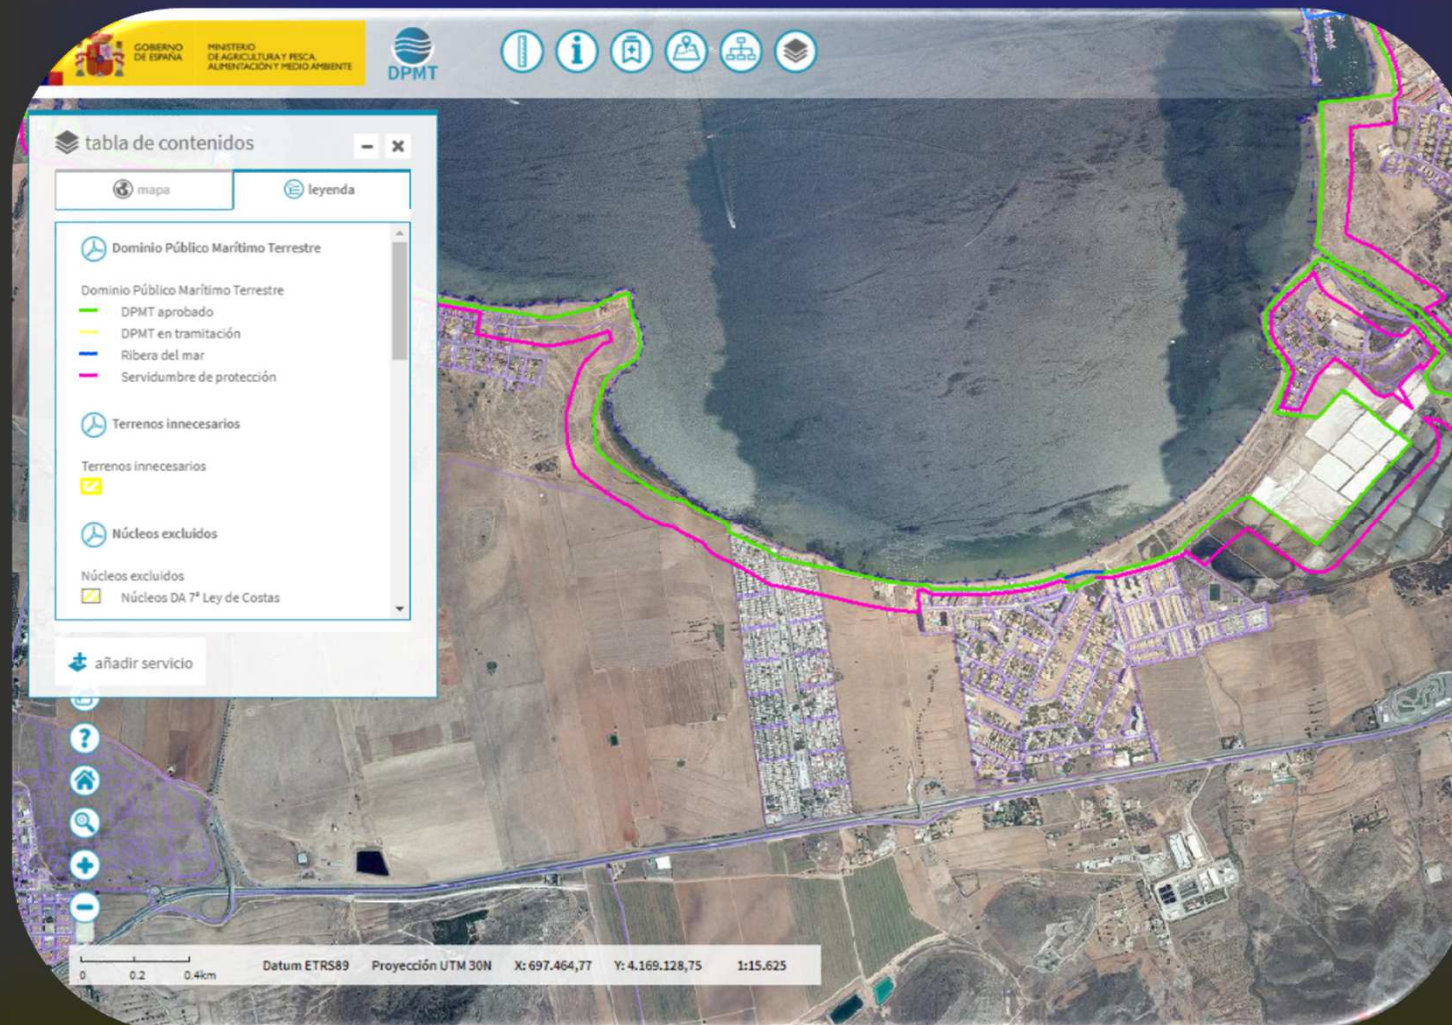 GOBIERNO
DE ESPAÑA
MINISTERIO
DE AGRICULTURA Y PESCA,
ALIMENTACIÓN Y MEDIO AMBIENTE
DPMT
tabla de contenidos
mapa
leyenda
Dominio Público Marítimo Terrestre
Dominio Público Marítimo Terrestre
DPMT aprobado
DPMT en tramitación
Ribera del mar
Servidumbre de protección
Terrenos innecesarios
Terrenos innecesarios
Núcleos excluidos
Núcleos excluidos
Núcleos DA 7ª Ley de Costas
añadir servicio
0 0.2 0.4km
Datum ETRS89 Proyección UTM 30N X: 697.464,77 Y: 4.169.128,75 1:15.625